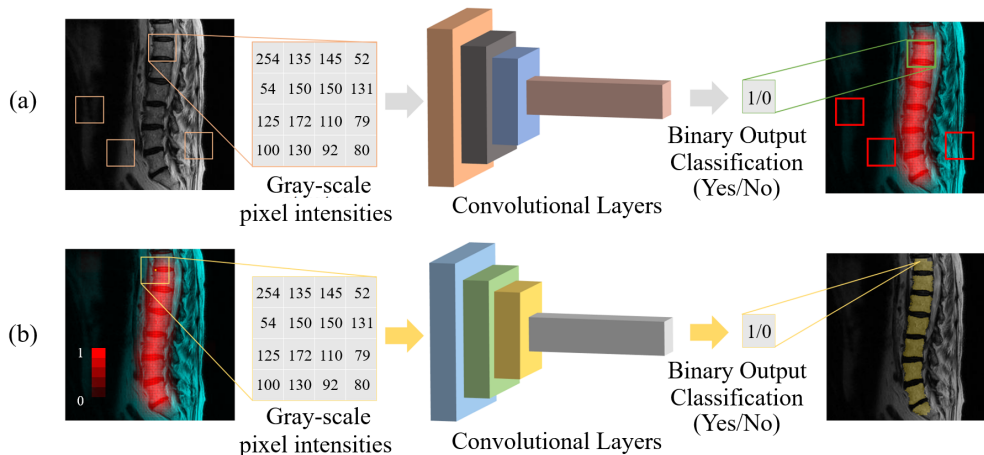 (a)
254 135 145 52
54 150 150 131
125 172 110 79
100 130 92 80
Gray-scale
pixel intensities
Convolutional Layers
1/0
Binary Output
Classification
(Yes/No)
(b)
1
0
254 135 145 52
54 150 150 131
125 172 110 79
100 130 92 80
Gray-scale
pixel intensities
Convolutional Layers
1/0
Binary Output
Classification
(Yes/No)